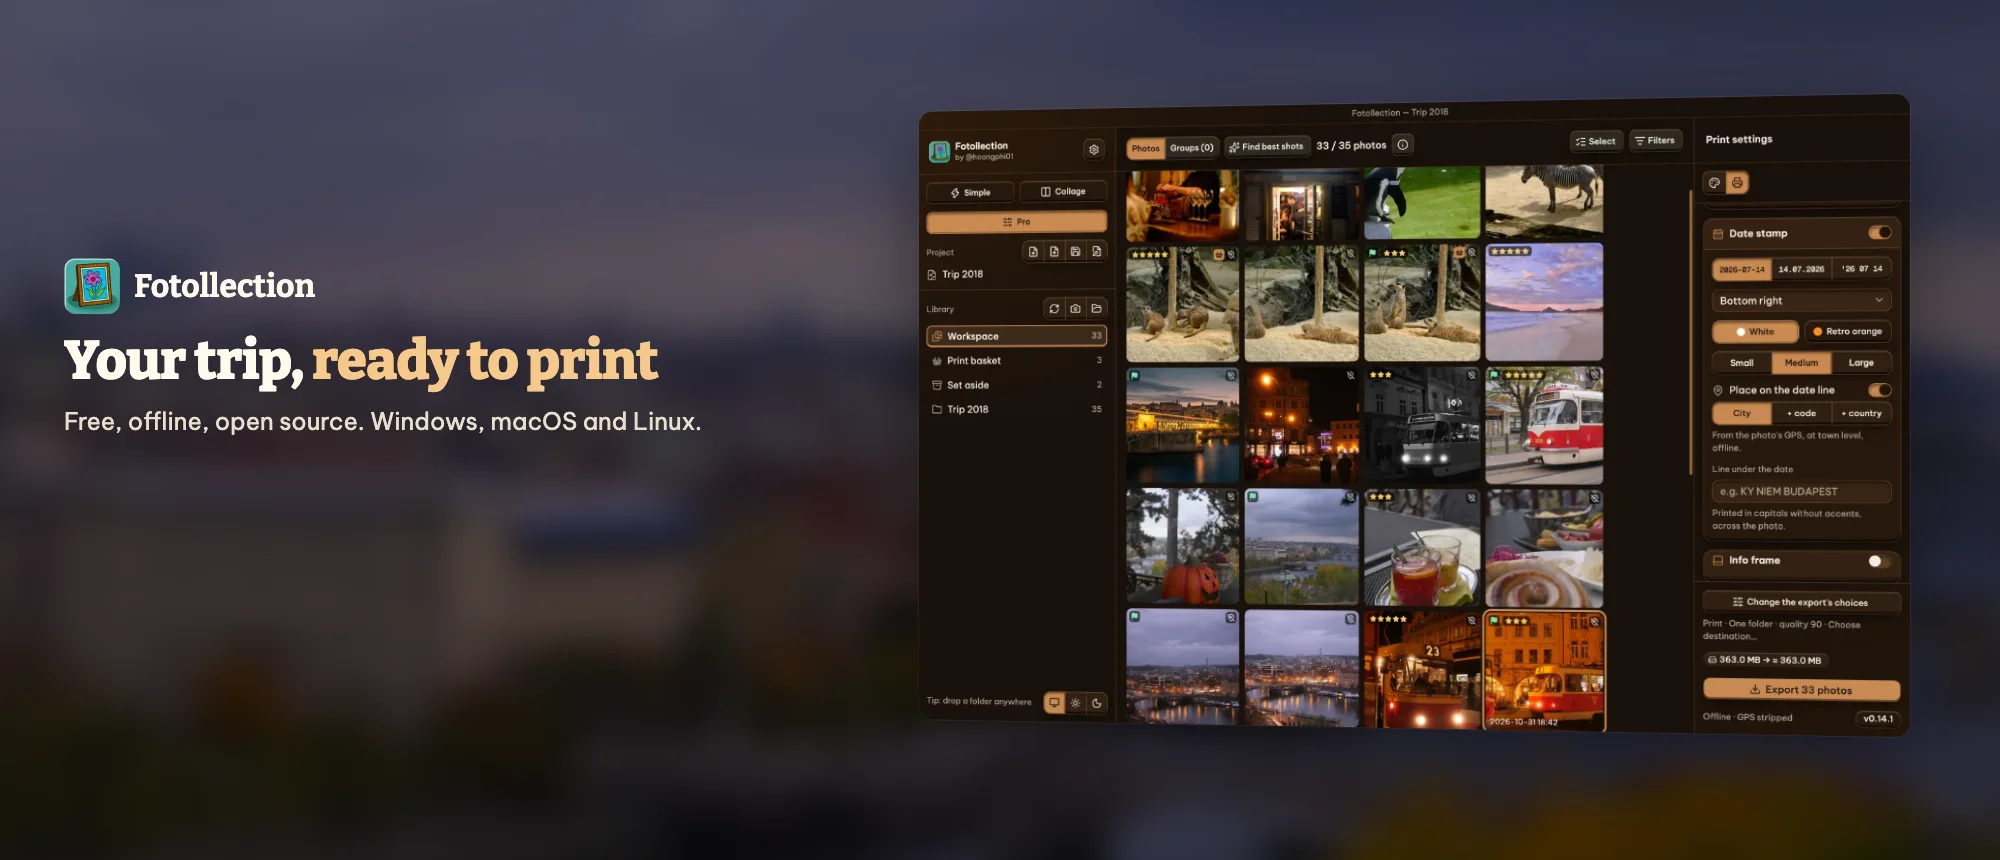 Fotollection
Your trip, ready to print
Free, offline, open source. Windows, macOS and Linux.
Fotollection — Trip 2018
Fotollection
by @hoangphi01
Simple
Collage
Pro
Project
Trip 2018
Library
Workspace 33
Print basket 3
Set aside 2
Trip 2018 35
Tip: drop a folder anywhere
Photos
Groups (0)
Find best shots
33 / 35 photos
Select
Filters
23
2026-10-31 18:42
Print settings
Date stamp
2026-07-14
14.07.2026
'26 07 14
Bottom right
White
Retro orange
Small
Medium
Large
Place on the date line
City
+ code
+ country
From the photo's GPS, at town level,
offline.
Line under the date
e.g. KY NIEM BUDAPEST
Printed in capitals without accents,
across the photo.
Info frame
Change the export's choices
Print · One folder · quality 90 · Choose
destination…
363.0 MB → ≈ 363.0 MB
Export 33 photos
Offline · GPS stripped
v0.14.1